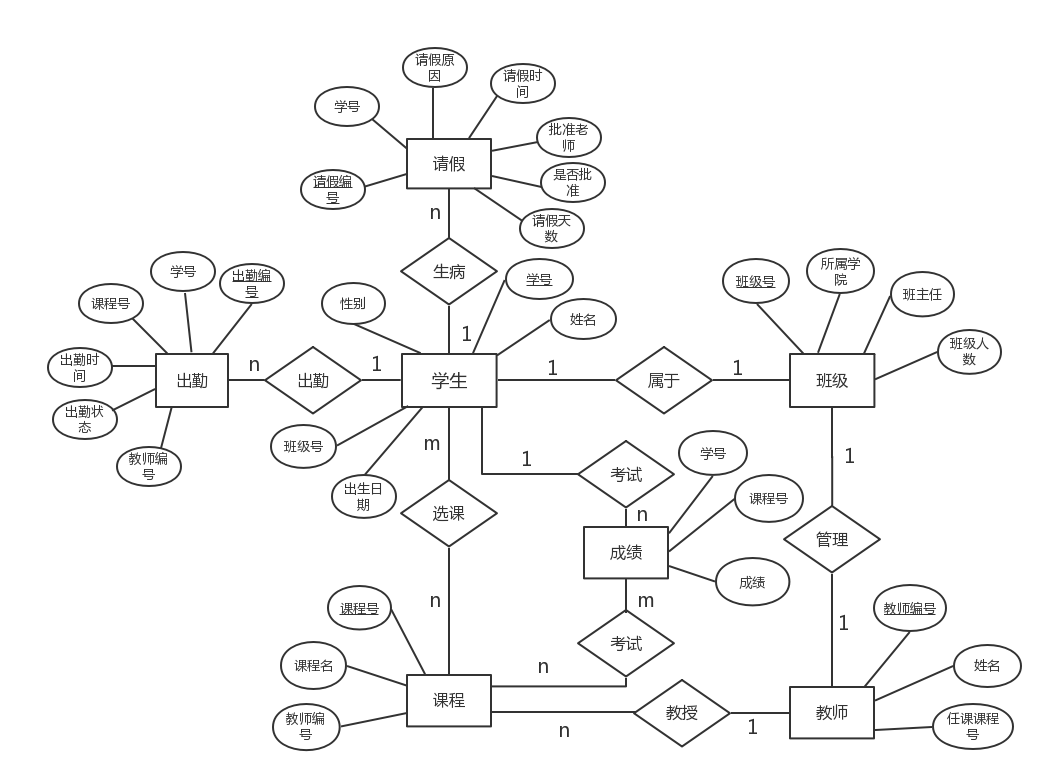 请假原
因
请假时
间
学号
批准老
师
请假
是否批
准
请假编
号
n
请假天
数
生病
学号
所属学
院
出勤编
号
班级号
班主任
课程号
性别
学号
姓名
1
班级人
数
出勤时
间
n
1
1
1
出勤
出勤
学生
属于
班级
出勤状
态
班级号
m
教师编
号
1
1
学号
考试
出生日
期
课程号
选课
n
管理
成绩
成绩
n
m
课程号
1
教师编号
考试
课程名
n
姓名
课程
教授
教师
教师编
号
n
1
任课课程
号